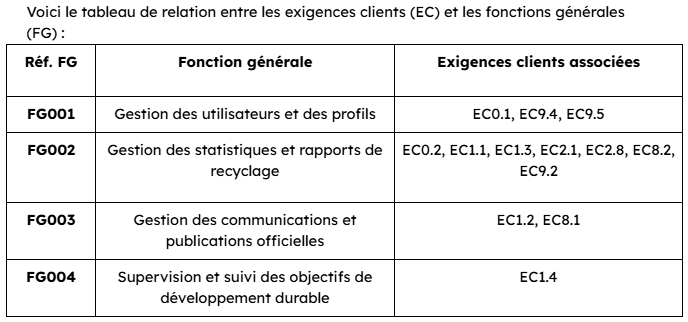 Voici le tableau de relation entre les exigences clients (EC) et les fonctions générales
(FG) :
Réf. FG Fonction générale Exigences clients associées
FG001 Gestion des utilisateurs et des profils EC0.1, EC9.4, EC9.5
FG002 Gestion des statistiques et rapports de EC0.2, EC1.1, EC1.3, EC2.1, EC2.8, EC8.2,
recyclage EC9.2
FG003 Gestion des communications et EC1.2, EC8.1
publications officielles
FG004 Supervision et suivi des objectifs de EC1.4
développement durable